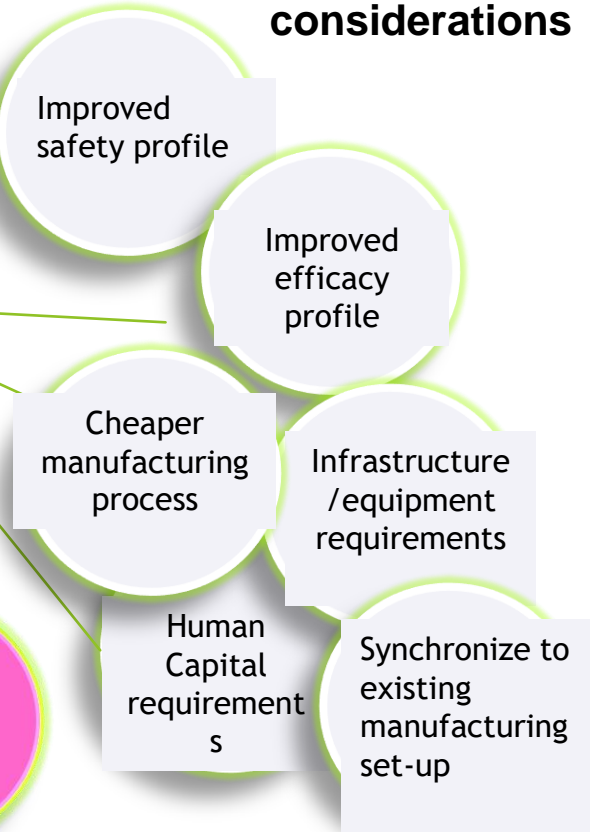 considerations
Improved
safety profile
Improved
efficacy
profile
Cheaper
manufacturing
process
Infrastructure
/equipment
requirements
Human
Capital
requirement
s
Synchronize to
existing
manufacturing
set-up